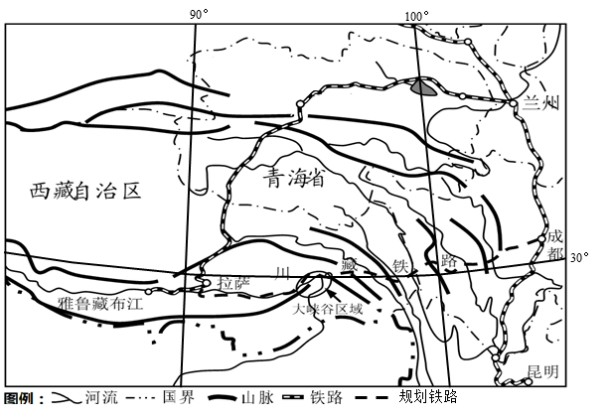 90°
100°
兰州
西藏自治区
青海省
成都
川 藏 铁 路
30°
拉萨
雅鲁藏布江
大峡谷区域
昆明
图例: 河流 国界 山脉 铁路 规划铁路